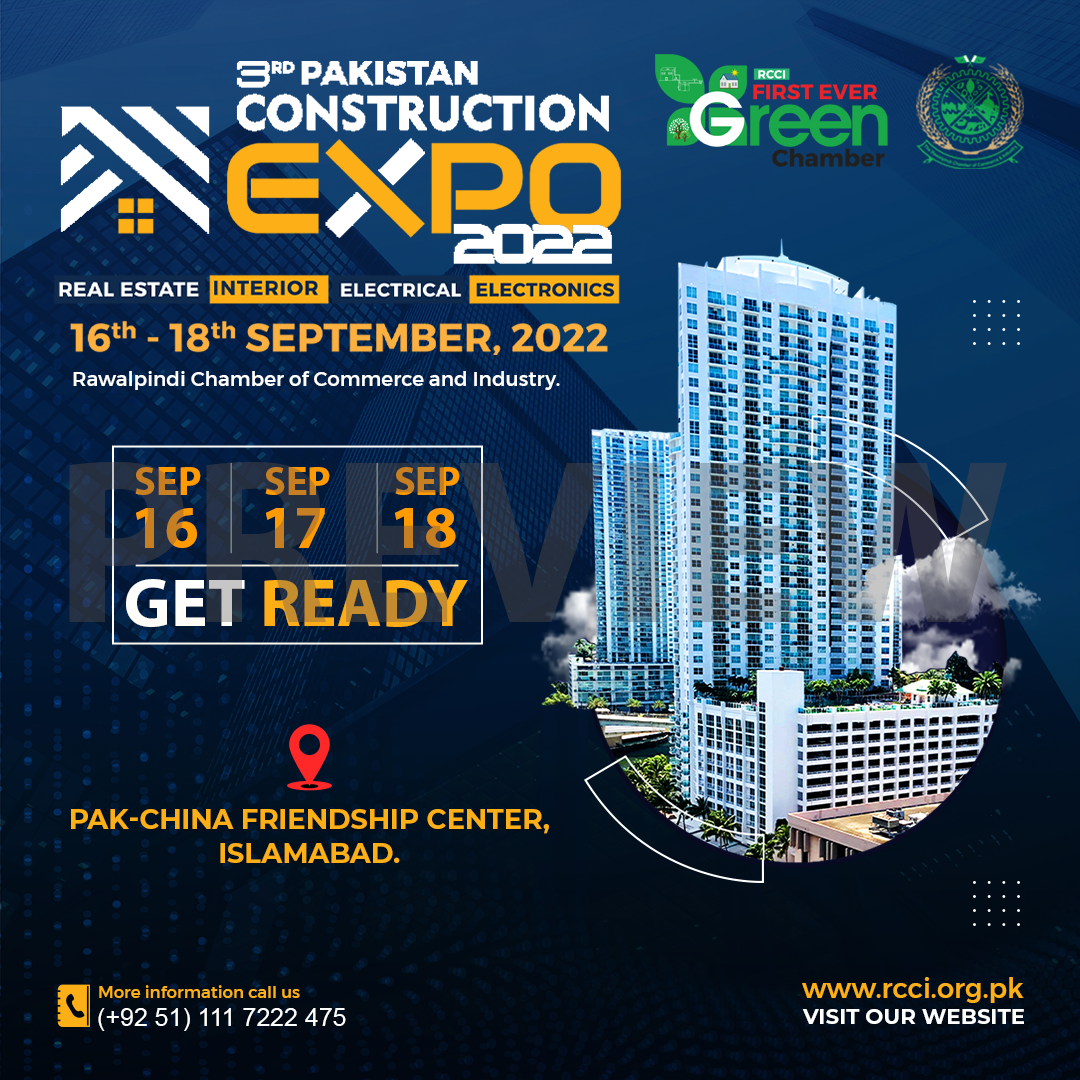 3RD PAKISTAN
CONSTRUCTION
EXPO
2022
REAL ESTATE INTERIOR ELECTRICAL ELECTRONICS
16th - 18th SEPTEMBER, 2022
Rawalpindi Chamber of Commerce and Industry.
RCCI
FIRST EVER
Green
Chamber
SEP SEP SEP
16 17 18
GET READY
PREVIEW
PAK-CHINA FRIENDSHIP CENTER,
ISLAMABAD.
More information call us
(+92 51) 111 7222 475
www.rcci.org.pk
VISIT OUR WEBSITE